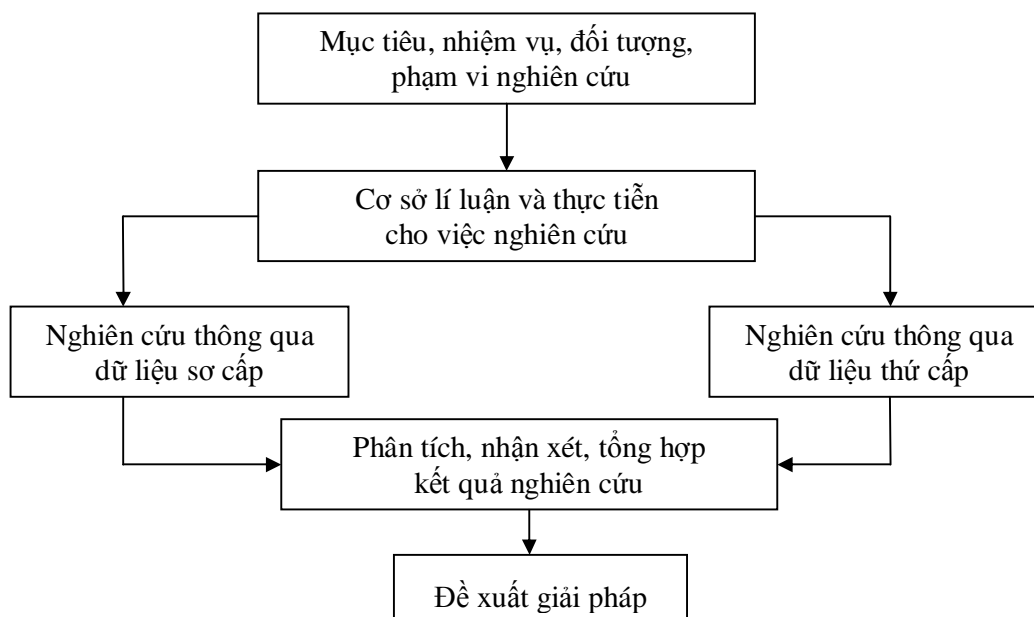 Mục tiêu, nhiệm vụ, đối tượng,
phạm vi nghiên cứu
Cơ sở lí luận và thực tiễn
cho việc nghiên cứu
Nghiên cứu thông qua
dữ liệu sơ cấp
Nghiên cứu thông qua
dữ liệu thứ cấp
Phân tích, nhận xét, tổng hợp
kết quả nghiên cứu
Đề xuất giải pháp